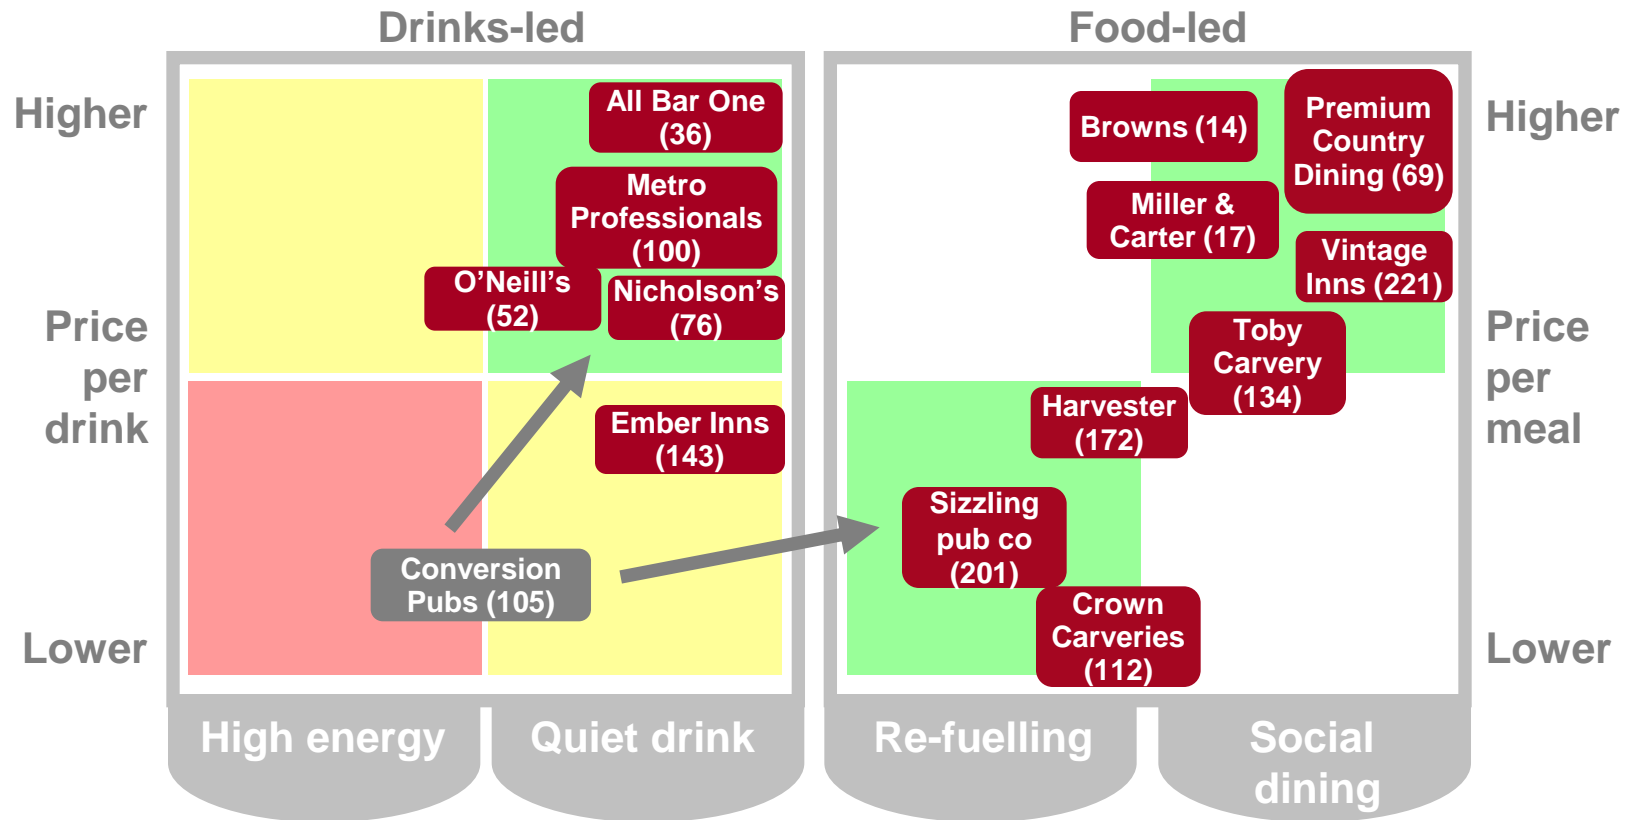 Drinks-led
Food-led
Higher
All Bar One
(36)
Metro
Professionals
(100)
O’Neill’s
(52)
Nicholson’s
(76)
Price
per
drink
Ember Inns
(143)
Conversion
Pubs (105)
Lower
High energy
Quiet drink
Browns (14)
Premium
Country
Dining (69)
Higher
Miller &
Carter (17)
Vintage
Inns (221)
Toby
Carvery
(134)
Price
per
meal
Harvester
(172)
Sizzling
pub co
(201)
Crown
Carveries
(112)
Lower
Re-fuelling
Social
dining